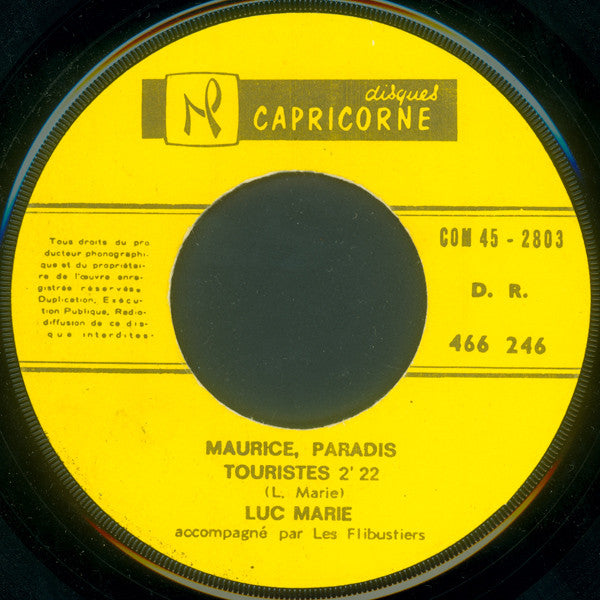 disques
CAPRICORNE
COM 45 - 2803
D. R.
466 246
Tous droits du pro
ducteur phonographi-
que et du propriétai-
re de l'œuvre enre-
gistrée réservés.
Duplication, Exécu-
tion Publique, Radio-
diffusion de ce dis-
que interdites.
MAURICE, PARADIS
TOURISTES 2' 22
(L. Marie)
LUC MARIE
accompagné par Les Flibustiers